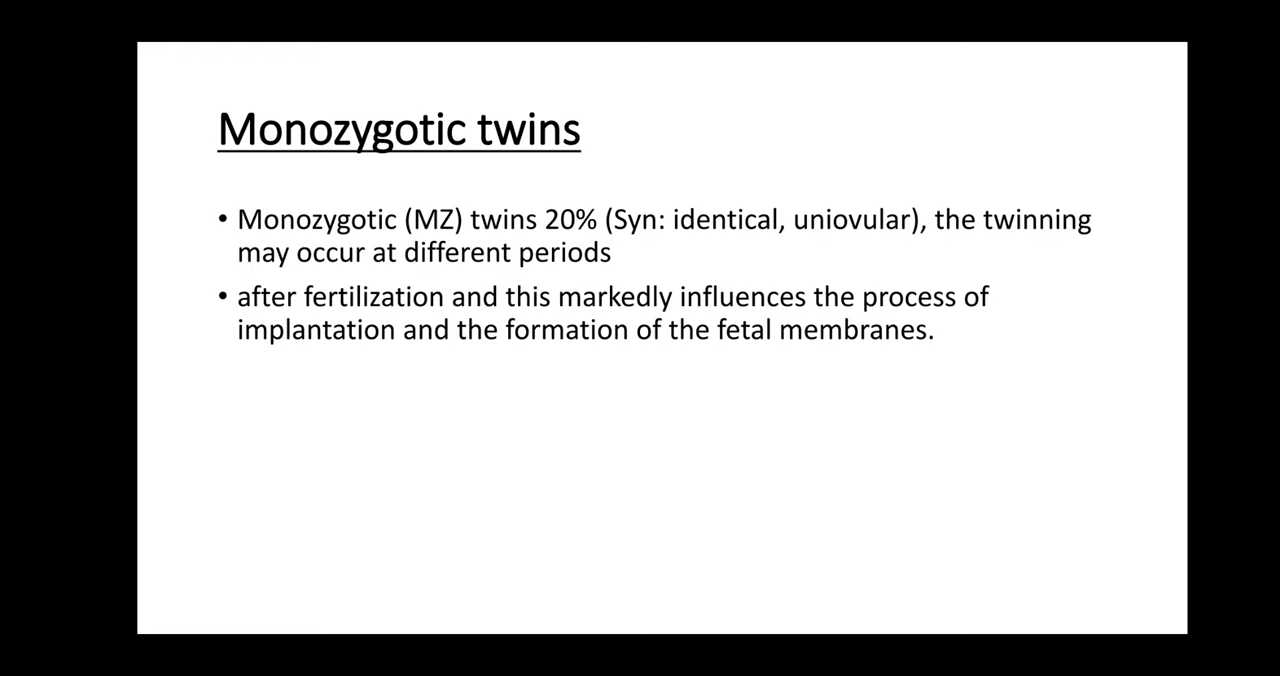 Monozygotic twins
• Monozygotic (MZ) twins 20% (Syn: identical, uniovular), the twinning
may occur at different periods
• after fertilization and this markedly influences the process of
implantation and the formation of the fetal membranes.